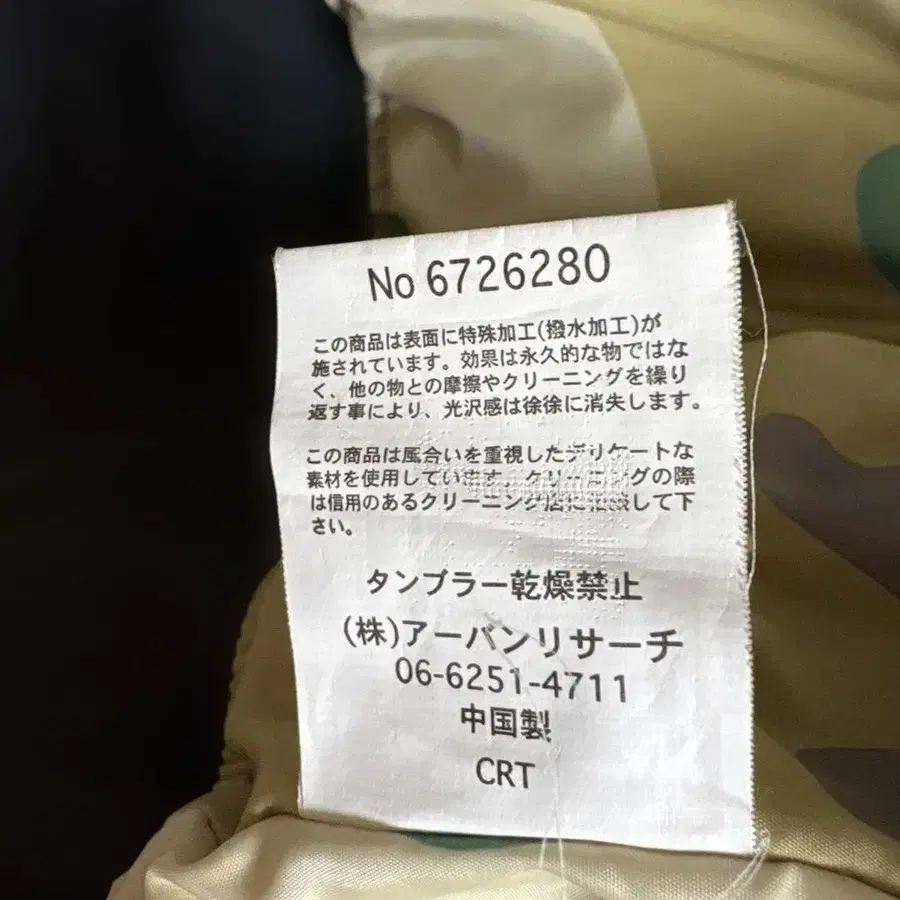 No 6726280
この商品は表面に特殊加工(撥水加工)が
施されています。効果は永久的な物ではな
く、他の物との摩擦やクリーニングを繰り
返す事により、光沢感は徐徐に消失します。
この商品は風合いを重視したデリケートな
素材を使用しています。クリーニングの際
は信用のあるクリーニング店に して下
さい。
タンブラー乾燥禁止
(株)アーバンリサーチ
06-6251-4711
中国製
CRT